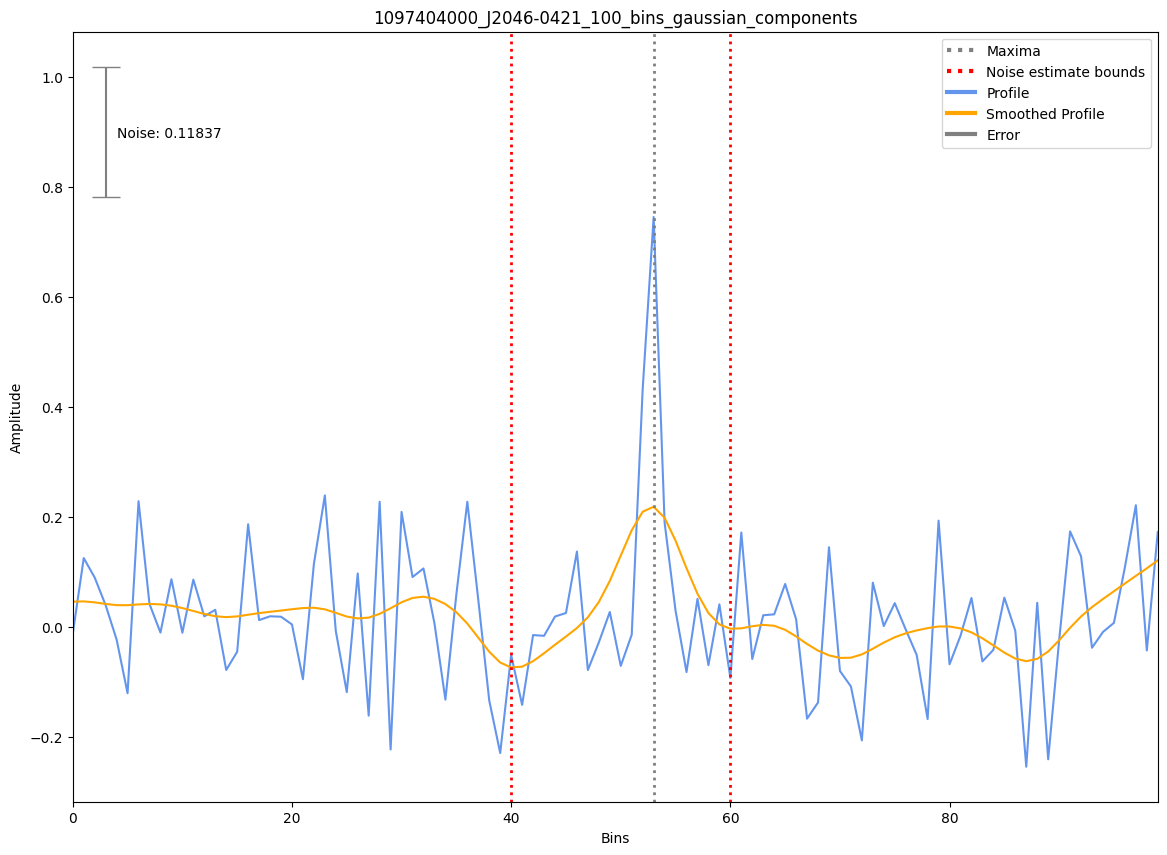 1097404000_J2046-0421_100_bins_gaussian_components
Maxima
Noise estimate bounds
Profile
Smoothed Profile
Error
Noise: 0.11837
Amplitude
1.0
0.8
0.6
0.4
0.2
0.0
−0.2
0 20 40 60 80
Bins